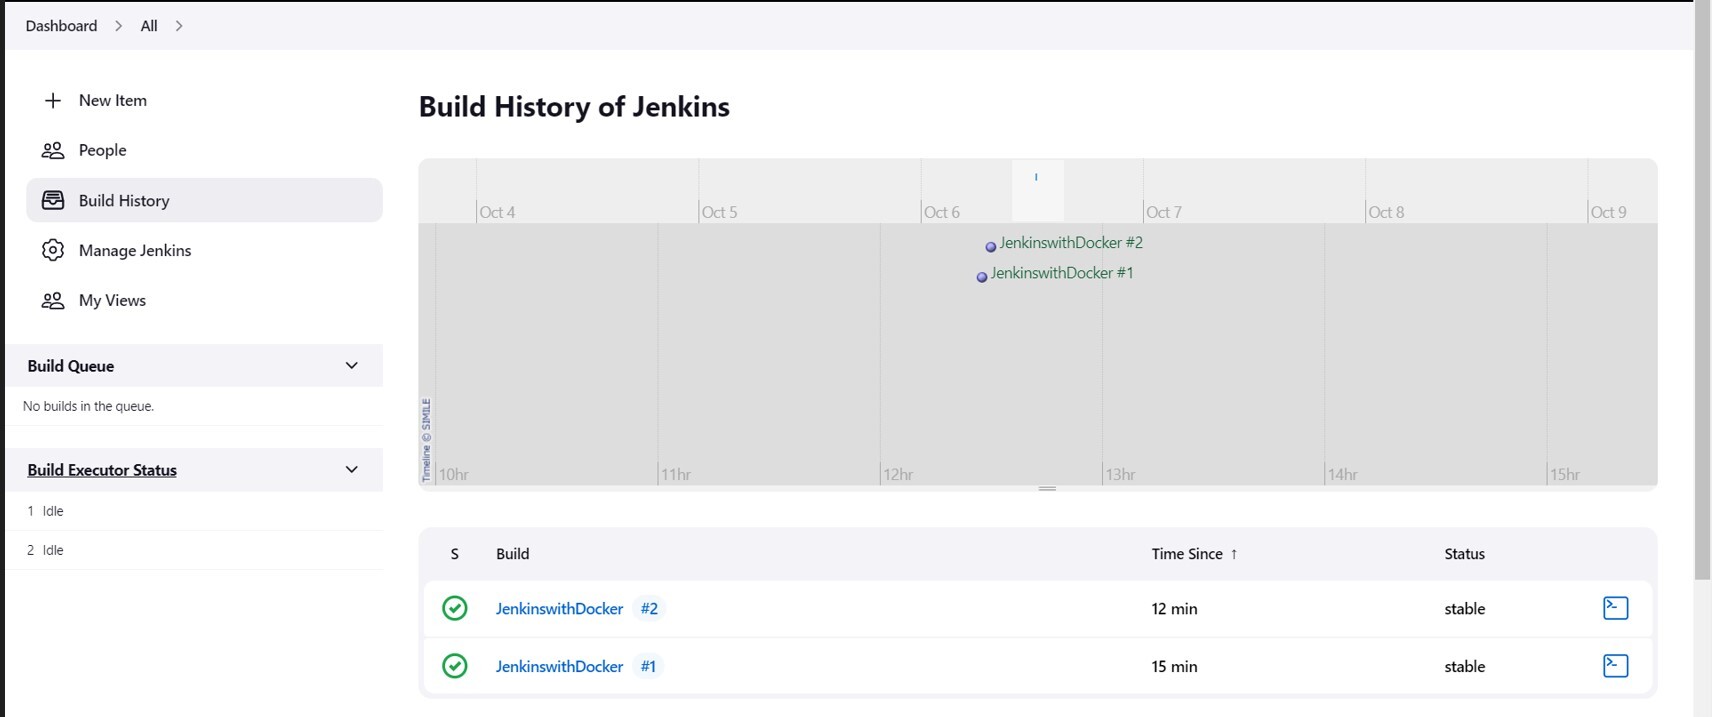 Dashboard > All >
New Item
People
Build History
Manage Jenkins
My Views
Build Queue
No builds in the queue.
Build Executor Status
1 Idle
2 Idle
Build History of Jenkins
Oct 4 Oct 5 Oct 6 Oct 7 Oct 8 Oct 9
JenkinswithDocker #2
JenkinswithDocker #1
Timeline © SIMILE
10hr 11hr 12hr 13hr 14hr 15hr
S Build Time Since ↑ Status
JenkinswithDocker #2 12 min stable
JenkinswithDocker #1 15 min stable